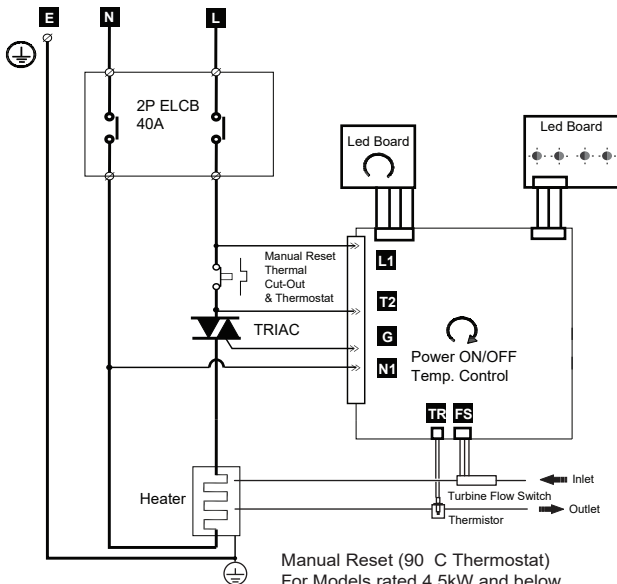 E N L
2P ELCB
40A
Led Board
Led Board
Manual Reset
Thermal
Cut-Out
& Thermostat
L1
T2
TRIAC
G
N1
Power ON/OFF
Temp. Control
TR FS
Heater
Inlet
Turbine Flow Switch
Outlet
Thermistor
Manual Reset (90 C Thermostat)
For Models rated 4.5kW and below